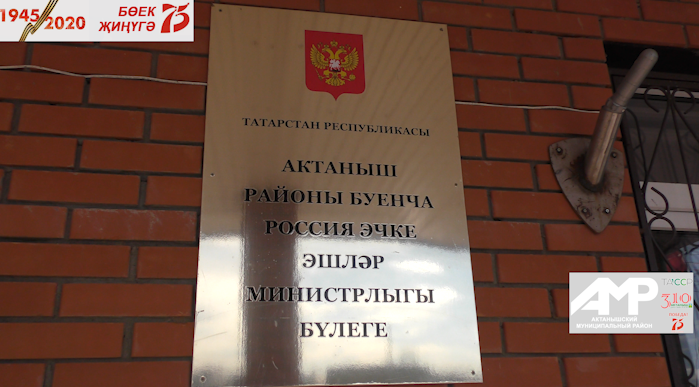 1945
2020
БӨЕК
ҖИҢҮГӘ
75
ТАТАРСТАН РЕСПУБЛИКАСЫ
АКТАНЫШ
РАЙОНЫ БУЕНЧА
РОССИЯ ЭЧКЕ
ЭШЛӘР
МИНИСТРЛЫГЫ
БҮЛЕГЕ
АМР
АКТАНЫШСКИЙ
МУНИЦИПАЛЬНЫЙ РАЙОН
75